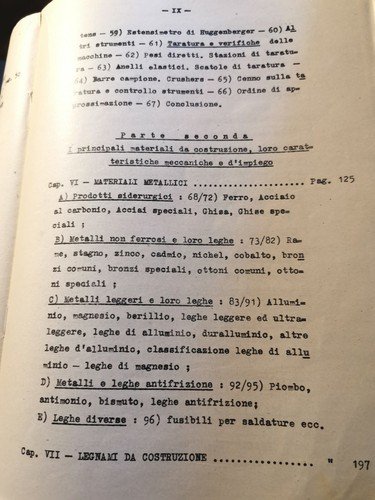 - IX -
tens - 59) Estensimetro di Huggenberger - 60) Al
tri strumenti - 61) Taratura e verifiche delle
macchine - 62) Pesi diretti. Stazioni di taratu-
ra - 63) Anelli elastici. Scatole di taratura -
64) Barre campione. Crushers - 65) Cenno sulla ta
ratura e controllo strumenti - 66) Ordine di ap-
prossimazione - 67) Conclusione.
Parte seconda
I principali materiali da costruzione, loro carat-
teristiche meccaniche e d'impiego
Cap. VI - MATERIALI METALLICI .................... Pag. 125
A) Prodotti siderurgici : 68/72) Ferro, Acciaio
al carbonio, Acciai speciali, Ghisa, Ghise spe-
ciali ;
B) Metalli non ferrosi e loro leghe : 73/82) Ra-
me, stagno, zinco, cadmio, nichel, cobalto, bron
zi comuni, bronzi speciali, ottoni comuni, otto-
ni speciali ;
C) Metalli leggeri e loro leghe : 83/91) Allumi-
nio, magnesio, berillio, leghe leggere ed ultra-
leggere, leghe di alluminio, duralluminio, altre
leghe d'alluminio, classificazione leghe di allu
minio - leghe di magnesio ;
D) Metalli e leghe antifrizione : 92/95) Piombo,
antimonio, bismuto, leghe antifrizione;
E) Leghe diverse : 96) fusibili per saldature ecc.
Cap. VII - LEGNAMI DA COSTRUZIONE ................ " 197